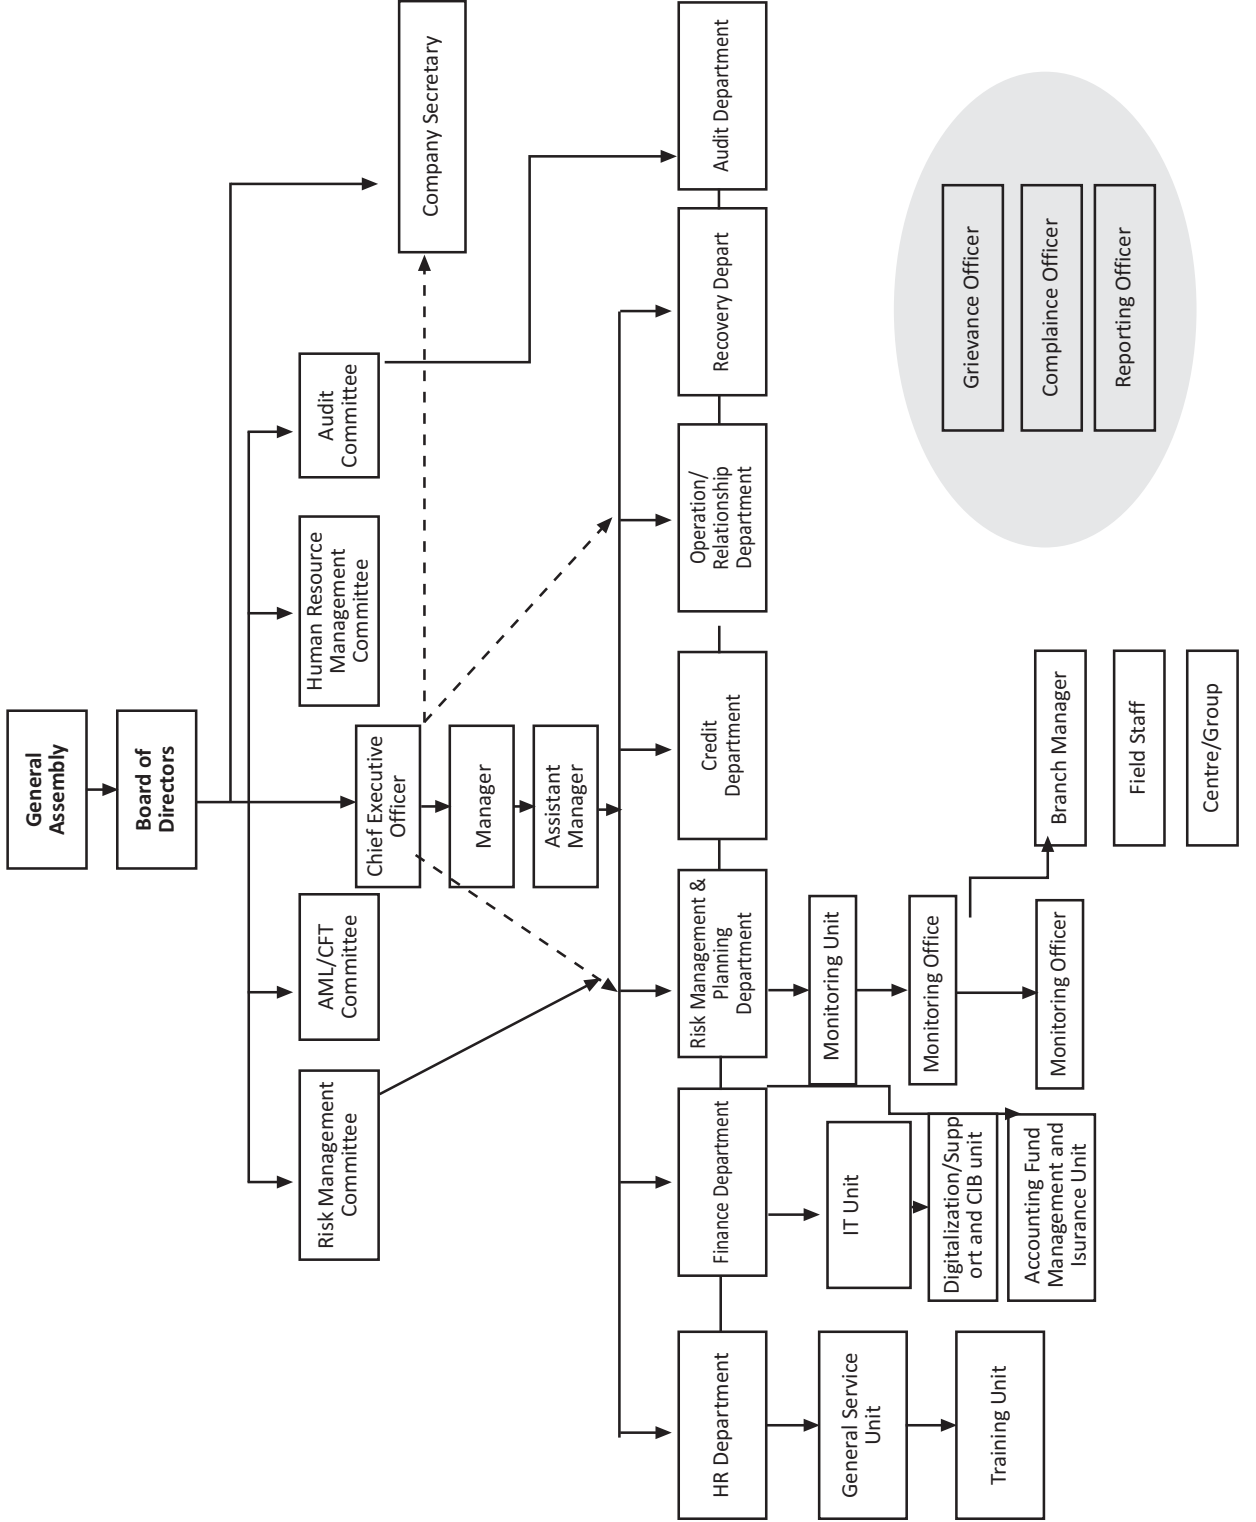 General
Assembly
Board of
Directors
Risk Management
Committee
AML/CFT
Committee
Human Resource
Management
Committee
Audit
Committee
Chief Executive
Officer
Company Secretary
Manager
Assistant
Manager
HR Department
Finance Department
Risk Management &
Planning
Department
Credit
Department
Operation/
Relationship
Department
Recovery Depart
Audit Department
General Service
Unit
Training Unit
IT Unit
Digitalization/Supp
ort and CIB unit
Accounting Fund
Management and
Isurance Unit
Monitoring Unit
Monitoring Office
Monitoring Officer
Branch Manager
Field Staff
Centre/Group
Grievance Officer
Complaince Officer
Reporting Officer